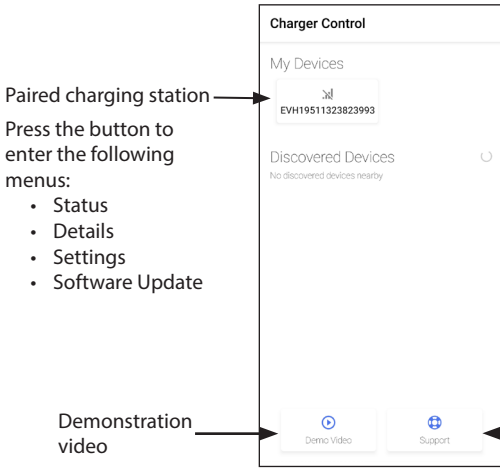 Charger Control
My Devices
Paired charging station
EVH19511323823993
Press the button to
enter the following
menus:
• Status
• Details
• Settings
• Software Update
Discovered Devices
No discovered devices nearby
Demonstration
video
Demo Video
Support